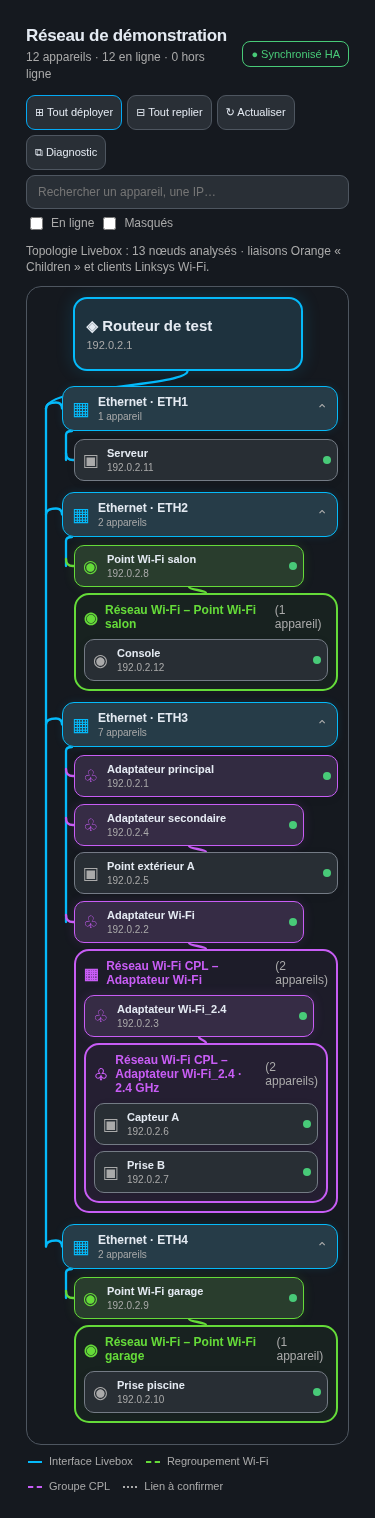 Réseau de démonstration
12 appareils · 12 en ligne · 0 hors
ligne
● Synchronisé HA
⊞ Tout déployer
⊟ Tout replier
↻ Actualiser
⧉ Diagnostic
Rechercher un appareil, une IP…
En ligne
Masqués
Topologie Livebox : 13 nœuds analysés · liaisons Orange «
Children » et clients Linksys Wi-Fi.
◈ Routeur de test
192.0.2.1
Ethernet · ETH1
1 appareil
Serveur
192.0.2.11
Ethernet · ETH2
2 appareils
Point Wi-Fi salon
192.0.2.8
Réseau Wi-Fi – Point Wi-Fi
salon
(1
appareil)
Console
192.0.2.12
Ethernet · ETH3
7 appareils
Adaptateur principal
192.0.2.1
Adaptateur secondaire
192.0.2.4
Point extérieur A
192.0.2.5
Adaptateur Wi-Fi
192.0.2.2
Réseau Wi-Fi CPL –
Adaptateur Wi-Fi
(2
appareils)
Adaptateur Wi-Fi_2.4
192.0.2.3
Réseau Wi-Fi CPL –
Adaptateur Wi-Fi_2.4 ·
2.4 GHz
(2
appareils)
Capteur A
192.0.2.6
Prise B
192.0.2.7
Ethernet · ETH4
2 appareils
Point Wi-Fi garage
192.0.2.9
Réseau Wi-Fi – Point Wi-Fi
garage
(1
appareil)
Prise piscine
192.0.2.10
Interface Livebox
Regroupement Wi-Fi
Groupe CPL
Lien à confirmer